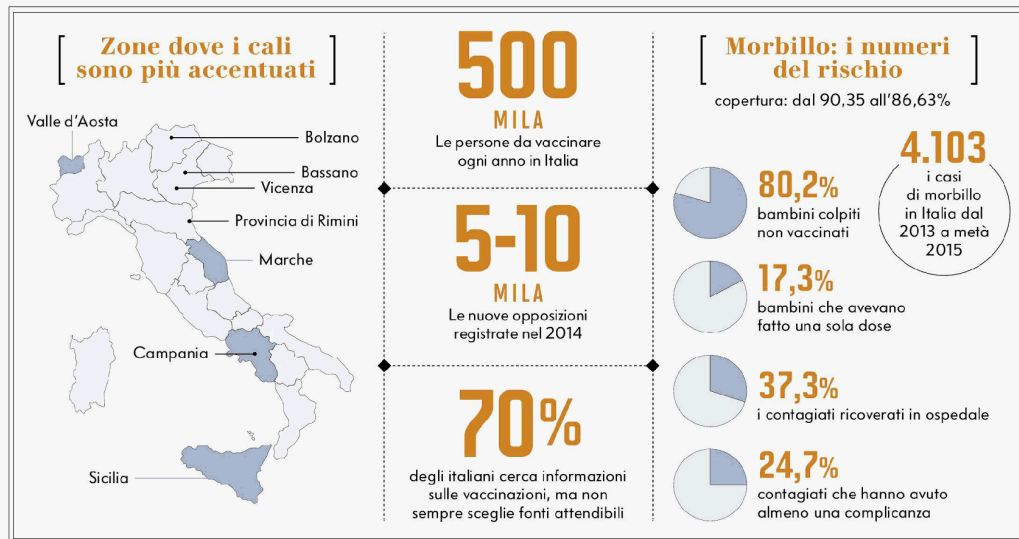 Zone dove i cali
sono più accentuati
Valle d'Aosta
Bolzano
Bassano
Vicenza
Provincia di Rimini
Marche
Campania
Sicilia
500
MILA
Le persone da vaccinare
ogni anno in Italia
5-10
MILA
Le nuove opposizioni
registrate nel 2014
70%
degli italiani cerca informazioni
sulle vaccinazioni, ma non
sempre sceglie fonti attendibili
Morbillo: i numeri
del rischio
copertura: dal 90,35 all'86,63%
4.103
i casi
di morbillo
in Italia dal
2013 a metà
2015
80,2%
bambini colpiti
non vaccinati
17,3%
bambini che avevano
fatto una sola dose
37,3%
i contagiati ricoverati in ospedale
24,7%
contagiati che hanno avuto
almeno una complicanza